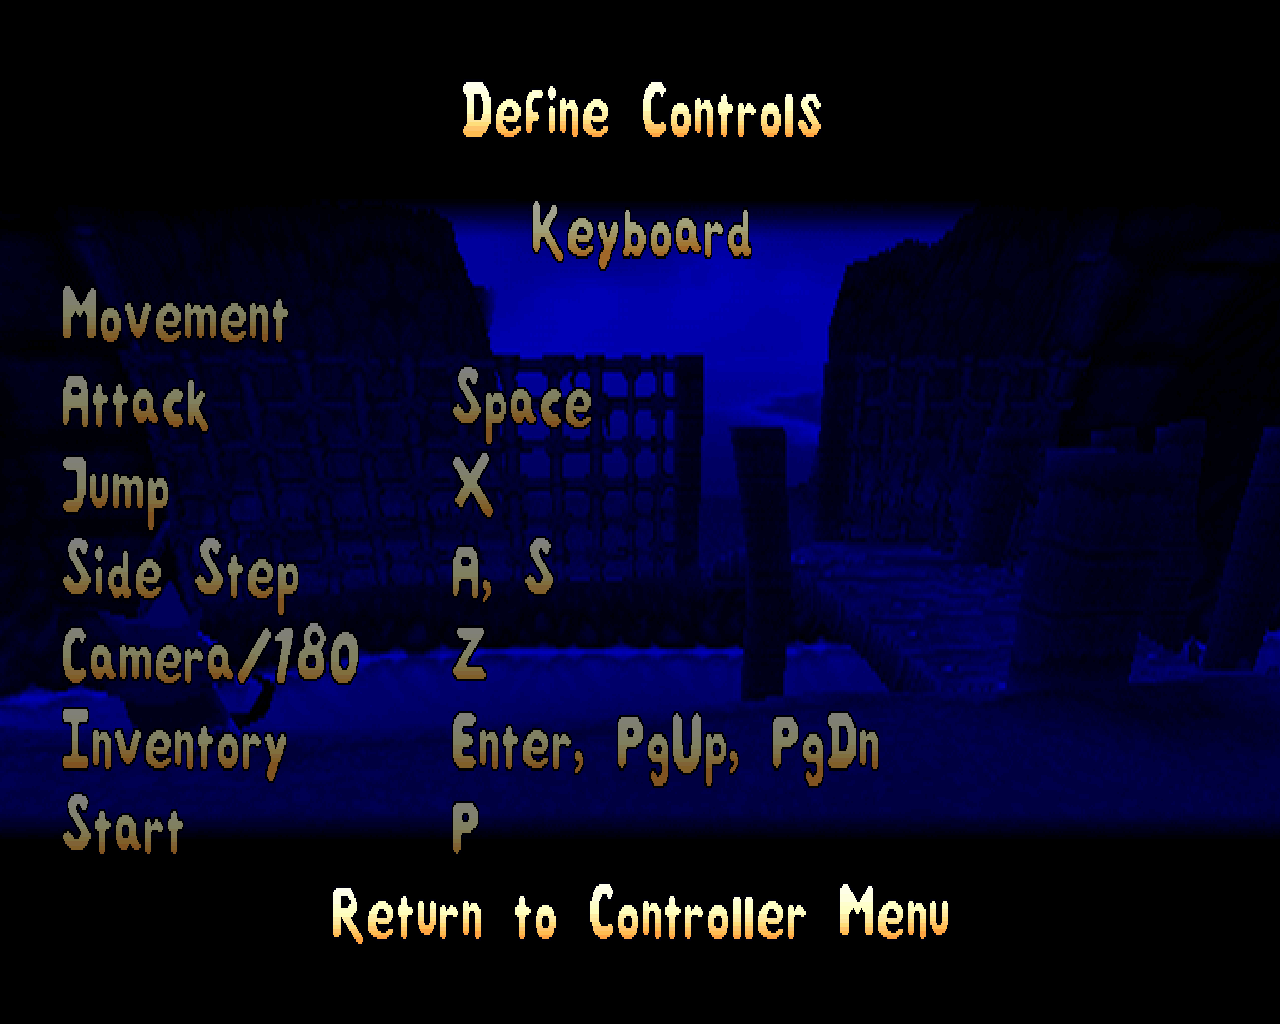 Define Controls
Keyboard
Movement
Attack Space
Jump X
Side Step A, S
Camera/180 Z
Inventory Enter, PgUp, PgDn
Start P
Return to Controller Menu